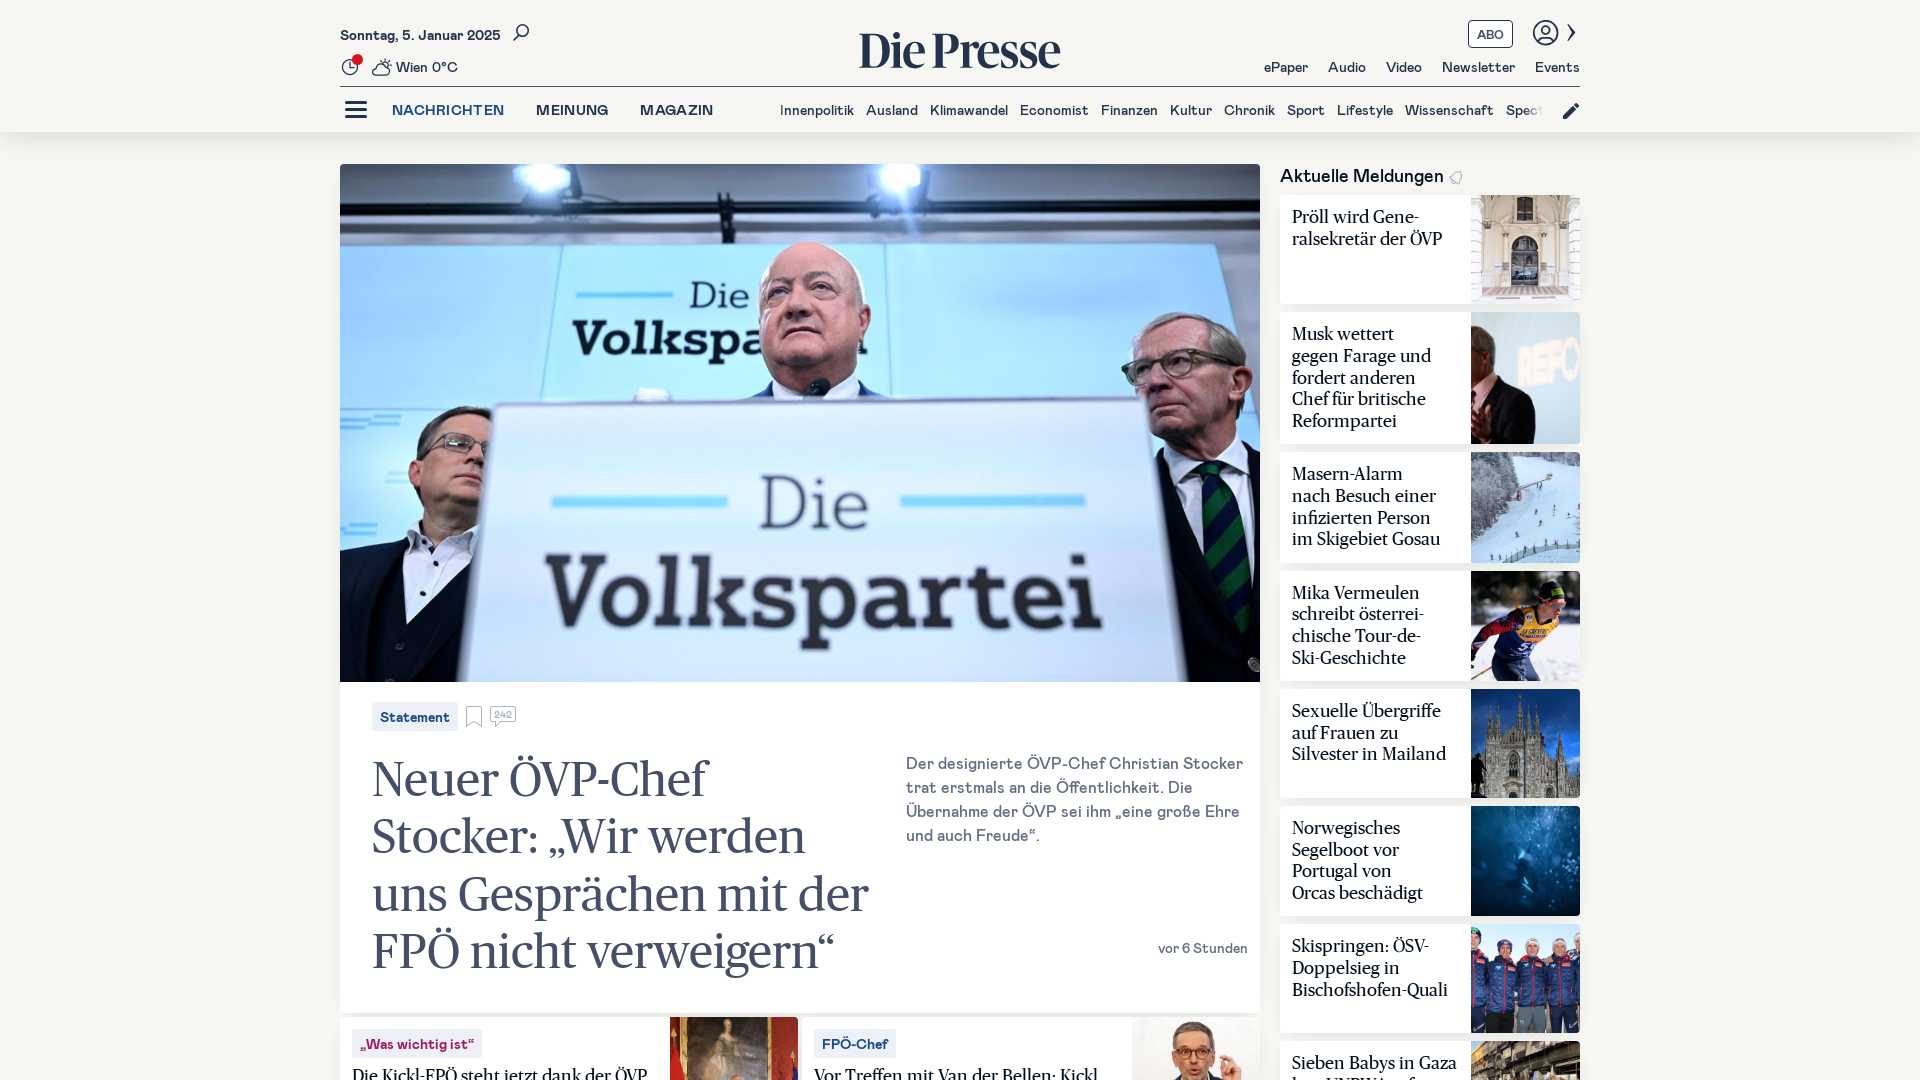 Sonntag, 5. Januar 2025
Wien 0°C
Die Presse
ABO
ePaper Audio Video Newsletter Events
NACHRICHTEN MEINUNG MAGAZIN
Innenpolitik Ausland Klimawandel Economist Finanzen Kultur Chronik Sport Lifestyle Wissenschaft Spect
Die
Volkspa
Die
Volkspartei
Statement
242
Neuer ÖVP-Chef
Stocker: „Wir werden
uns Gesprächen mit der
FPÖ nicht verweigern“
Der designierte ÖVP-Chef Christian Stocker
trat erstmals an die Öffentlichkeit. Die
Übernahme der ÖVP sei ihm „eine große Ehre
und auch Freude“.
vor 6 Stunden
„Was wichtig ist“
Die Kickl-FPÖ steht jetzt dank der ÖVP
FPÖ-Chef
Vor Treffen mit Van der Bellen: Kickl
Aktuelle Meldungen
Pröll wird Gene-
ralsekretär der ÖVP
Musk wettert
gegen Farage und
fordert anderen
Chef für britische
Reformpartei
REFO
Masern-Alarm
nach Besuch einer
infizierten Person
im Skigebiet Gosau
Mika Vermeulen
schreibt österrei-
chische Tour-de-
Ski-Geschichte
Sexuelle Übergriffe
auf Frauen zu
Silvester in Mailand
Norwegisches
Segelboot vor
Portugal von
Orcas beschädigt
Skispringen: ÖSV-
Doppelsieg in
Bischofshofen-Quali
Sieben Babys in Gaza